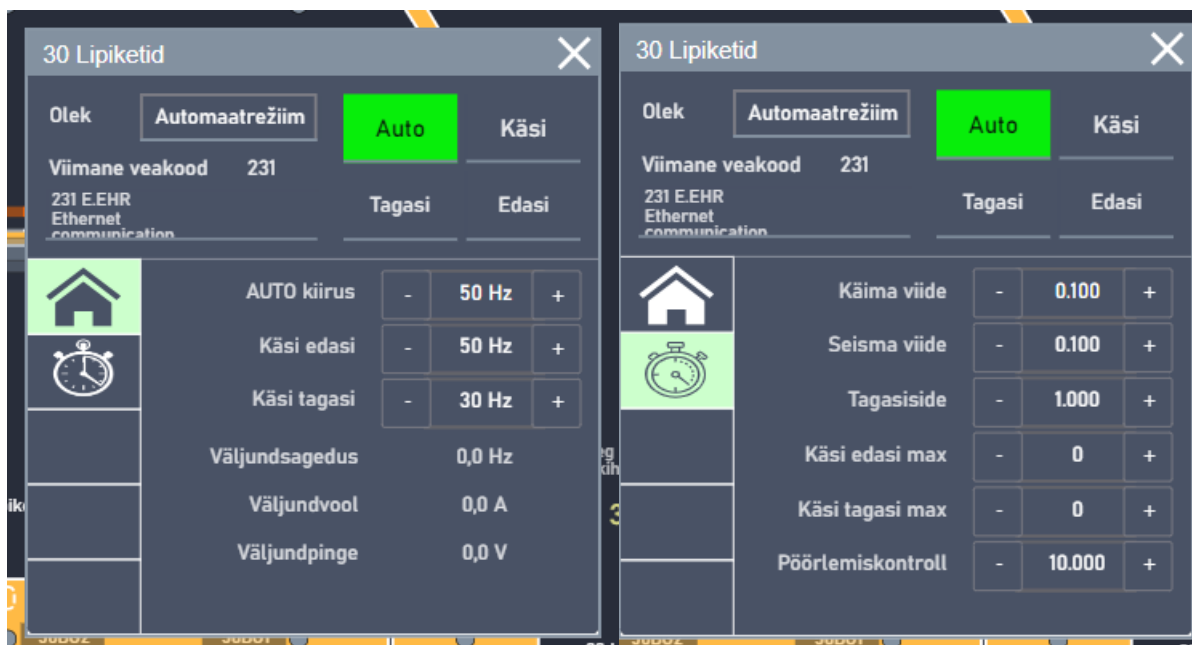 30 Lipiketid
Olek Automaatrežiim Auto Käsi
Viimane veakood 231
231 E.EHR
Ethernet
communication
Tagasi Edasi
AUTO kiirus - 50 Hz +
Käsi edasi - 50 Hz +
Käsi tagasi - 30 Hz +
Väljundsagedus 0,0 Hz
Väljundvool 0,0 A
Väljundpinge 0,0 V
30 Lipiketid
Olek Automaatrežiim Auto Käsi
Viimane veakood 231
231 E.EHR
Ethernet
communication
Tagasi Edasi
Käima viide - 0.100 +
Seisma viide - 0.100 +
Tagasiside - 1.000 +
Käsi edasi max - 0 +
Käsi tagasi max - 0 +
Pöörlemiskontroll - 10.000 +